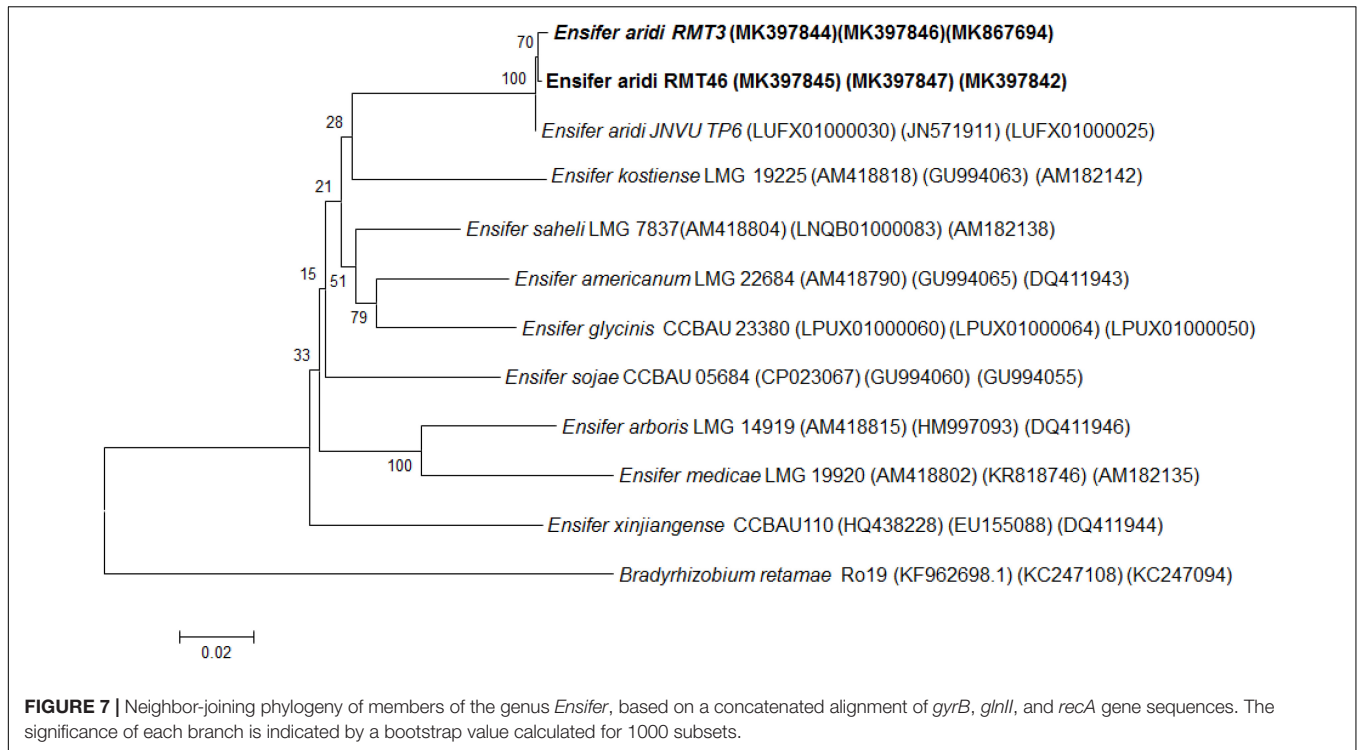 70
Ensifer aridi RMT3 (MK397844)(MK397846)(MK867694)
100
Ensifer aridi RMT46 (MK397845) (MK397847) (MK397842)
28
Ensifer aridi JNVU TP6 (LUFX01000030) (JN571911) (LUFX01000025)
Ensifer kostiense LMG 19225 (AM418818) (GU994063) (AM182142)
21
Ensifer saheli LMG 7837(AM418804) (LNQB01000083) (AM182138)
15
51
Ensifer americanum LMG 22684 (AM418790) (GU994065) (DQ411943)
79
Ensifer glycinis CCBAU 23380 (LPUX01000060) (LPUX01000064) (LPUX01000050)
33
Ensifer sojae CCBAU 05684 (CP023067) (GU994060) (GU994055)
Ensifer arboris LMG 14919 (AM418815) (HM997093) (DQ411946)
100
Ensifer medicae LMG 19920 (AM418802) (KR818746) (AM182135)
Ensifer xinjiangense CCBAU110 (HQ438228) (EU155088) (DQ411944)
Bradyrhizobium retamae Ro19 (KF962698.1) (KC247108) (KC247094)
0.02
FIGURE 7 | Neighbor-joining phylogeny of members of the genus Ensifer, based on a concatenated alignment of gyrB, glnII, and recA gene sequences. The
significance of each branch is indicated by a bootstrap value calculated for 1000 subsets.